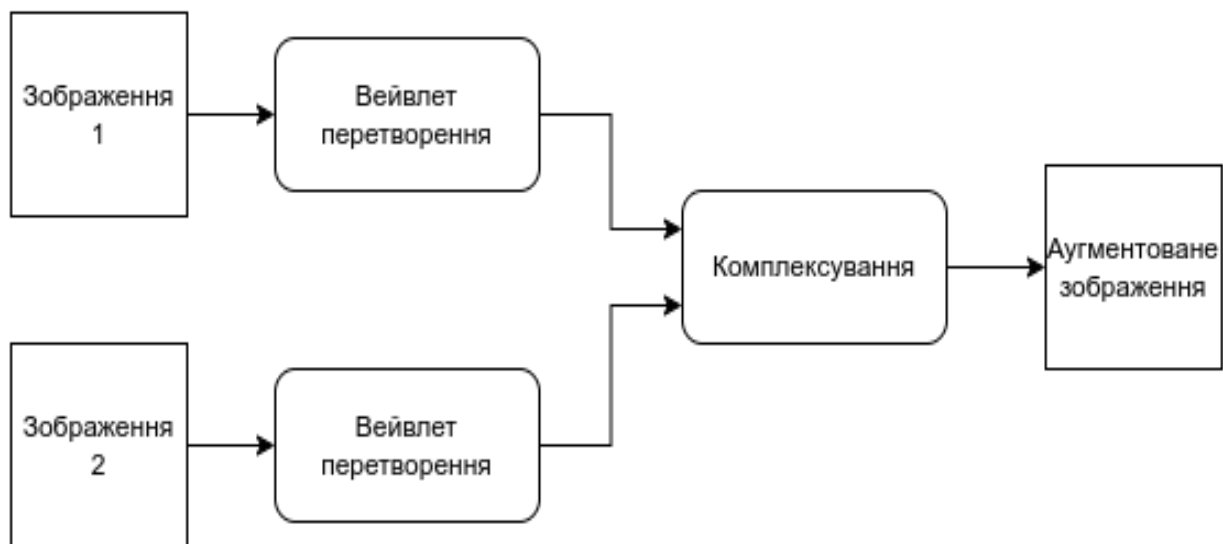 Зображення
1
Вейвлет
перетворення
Комплексування
Аугментоване
зображення
Зображення
2
Вейвлет
перетворення